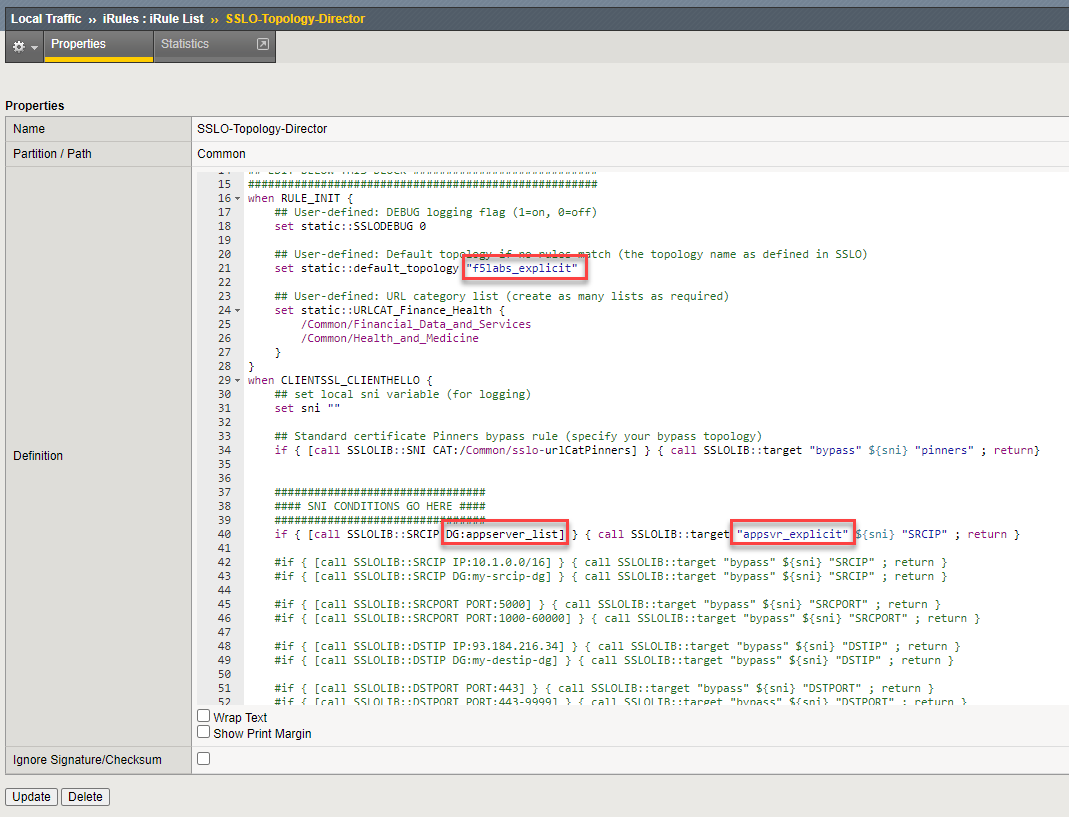 Local Traffic ›› iRules : iRule List ›› SSLO-Topology-Director
Properties
Statistics
Properties
Name SSLO-Topology-Director
Partition / Path Common
Definition
14 ## EDIT BELOW THIS BLOCK ############################
15 #####################################################
16 when RULE_INIT {
17 ## User-defined: DEBUG logging flag (1=on, 0=off)
18 set static::SSLODEBUG 0
19
20 ## User-defined: Default topology if no rules match (the topology name as defined in SSLO)
21 set static::default_topology "f5labs_explicit"
22
23 ## User-defined: URL category list (create as many lists as required)
24 set static::URLCAT_Finance_Health {
25 /Common/Financial_Data_and_Services
26 /Common/Health_and_Medicine
27 }
28 }
29 when CLIENTSSL_CLIENTHELLO {
30 ## set local sni variable (for logging)
31 set sni ""
32
33 ## Standard certificate Pinners bypass rule (specify your bypass topology)
34 if { [call SSLOLIB::SNI CAT:/Common/sslo-urlCatPinners] } { call SSLOLIB::target "bypass" ${sni} "pinners" ; return}
35
36
37 ################################
38 #### SNI CONDITIONS GO HERE ####
39 ################################
40 if { [call SSLOLIB::SRCIP DG:appserver_list] } { call SSLOLIB::target "appsvr_explicit" ${sni} "SRCIP" ; return }
41
42 #if { [call SSLOLIB::SRCIP IP:10.1.0.0/16] } { call SSLOLIB::target "bypass" ${sni} "SRCIP" ; return }
43 #if { [call SSLOLIB::SRCIP DG:my-srcip-dg] } { call SSLOLIB::target "bypass" ${sni} "SRCIP" ; return }
44
45 #if { [call SSLOLIB::SRCPORT PORT:5000] } { call SSLOLIB::target "bypass" ${sni} "SRCPORT" ; return }
46 #if { [call SSLOLIB::SRCPORT PORT:1000-60000] } { call SSLOLIB::target "bypass" ${sni} "SRCPORT" ; return }
47
48 #if { [call SSLOLIB::DSTIP IP:93.184.216.34] } { call SSLOLIB::target "bypass" ${sni} "DSTIP" ; return }
49 #if { [call SSLOLIB::DSTIP DG:my-destip-dg] } { call SSLOLIB::target "bypass" ${sni} "DSTIP" ; return }
50
51 #if { [call SSLOLIB::DSTPORT PORT:443] } { call SSLOLIB::target "bypass" ${sni} "DSTPORT" ; return }
52 #if { [call SSLOLIB::DSTPORT PORT:443-9999] } { call SSLOLIB::target "bypass" ${sni} "DSTPORT" ; return }
Wrap Text
Show Print Margin
Ignore Signature/Checksum
Update Delete